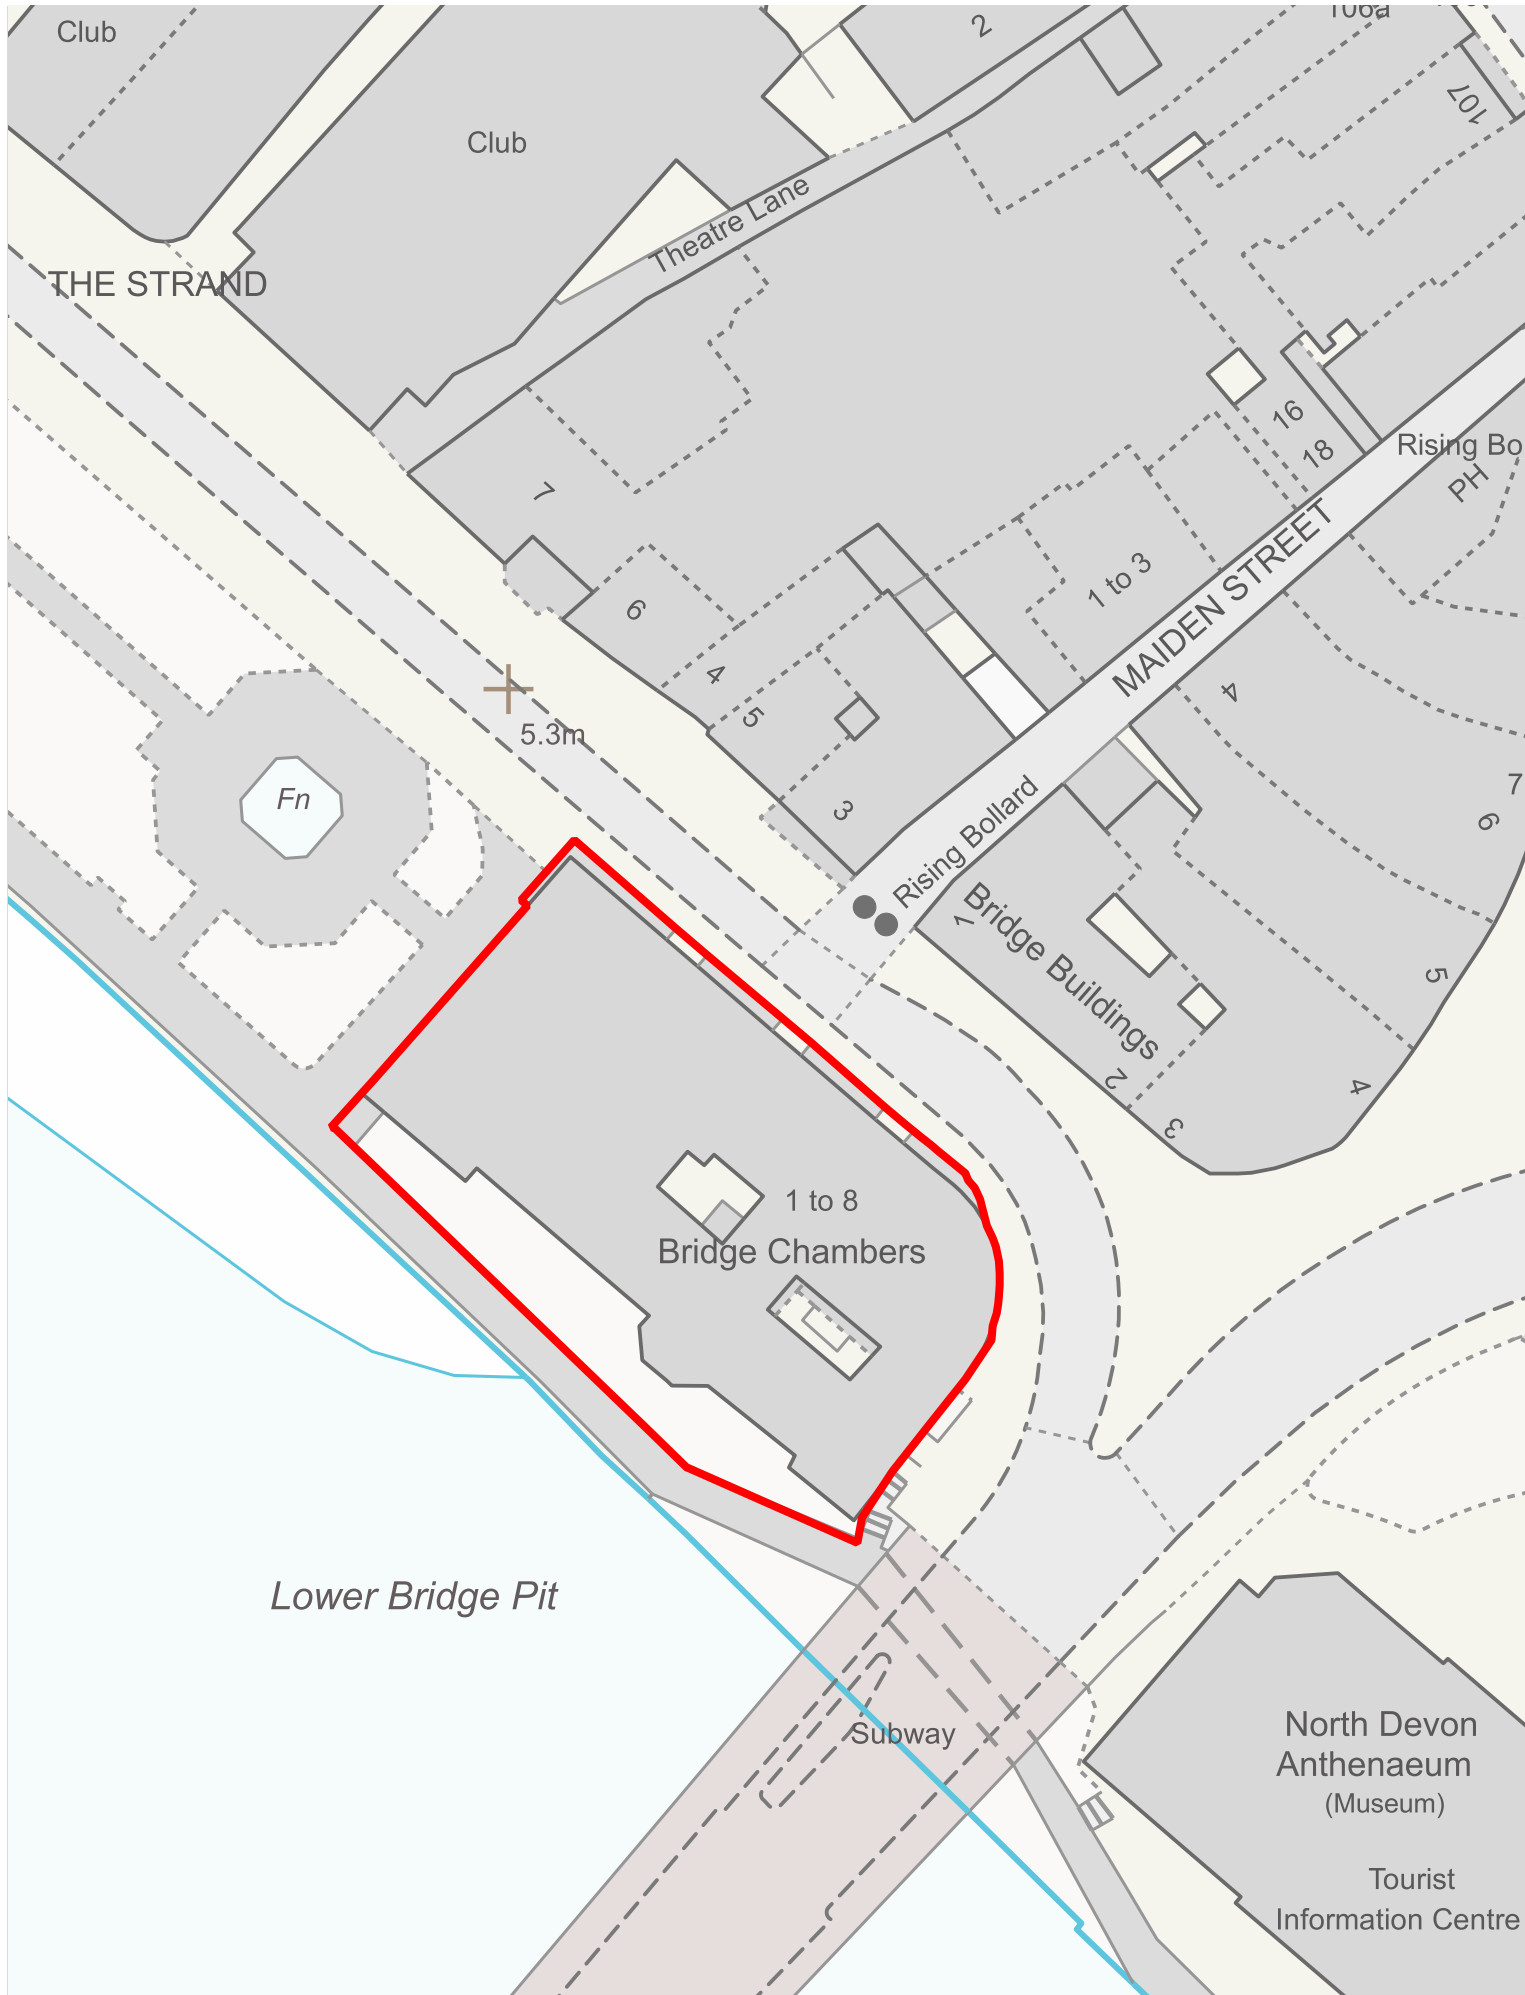 Club
2
106a
107
Club
Theatre Lane
THE STRAND
16
18
Rising Bo
PH
7
MAIDEN STREET
1 to 3
6
4
5
4
5.3m
7
6
Fn
3
Rising Bollard
1
Bridge Buildings
5
2
3
4
1 to 8
Bridge Chambers
Lower Bridge Pit
Subway
North Devon
Anthenaeum
(Museum)
Tourist
Information Centre